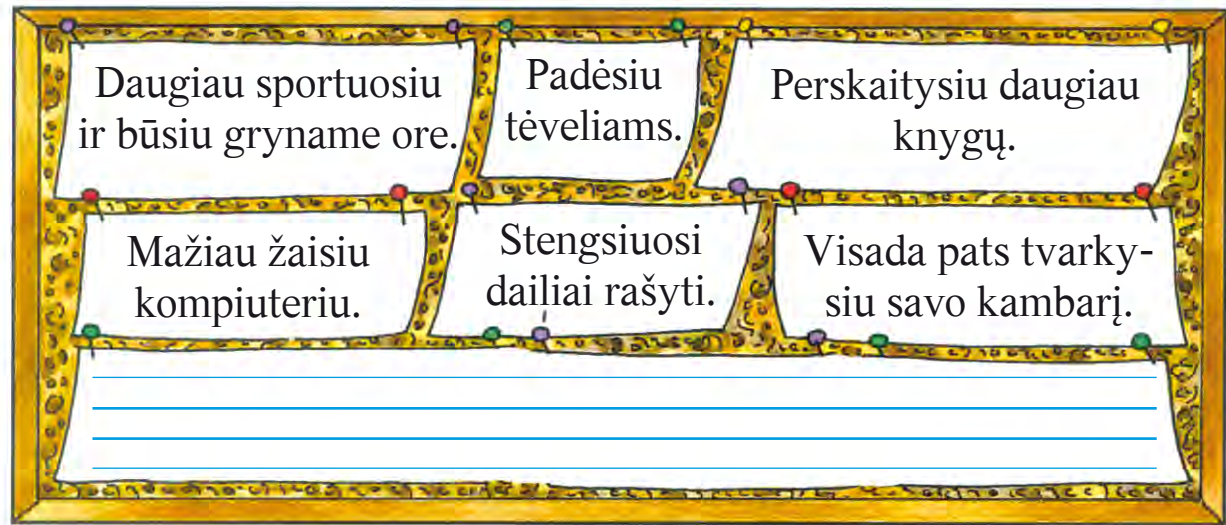 Daugiau sportuosiu
ir būsiu gryname ore.
Padėsiu
tėveliams.
Perskaitysiu daugiau
knygų.
Mažiau žaisiu
kompiuteriu.
Stengsiuosi
dailiai rašyti.
Visada pats tvarky-
siu savo kambarį.